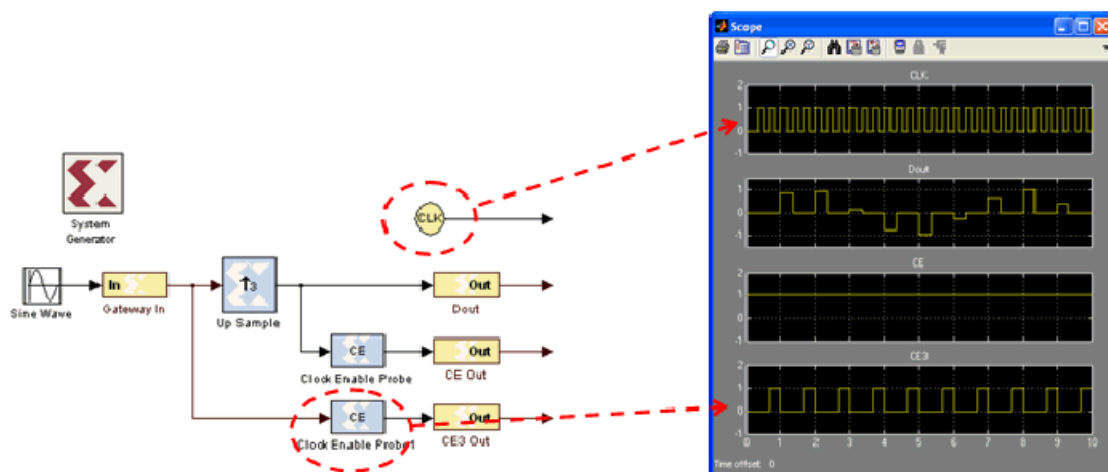 System
Generator
Sine Wave
In
Gateway In
↑3
Up Sample
CLK
Out
Dout
CE
Clock Enable Probe
Out
CE Out
CE
Clock Enable Probe1
Out
CE3 Out
Scope
CLK
2
1
0
-1
Dout
1
0
-1
CE
2
1
0
-1
CE3
2
1
0
-1
0 1 2 3 4 5 6 7 8 9 10
Time offset: 0